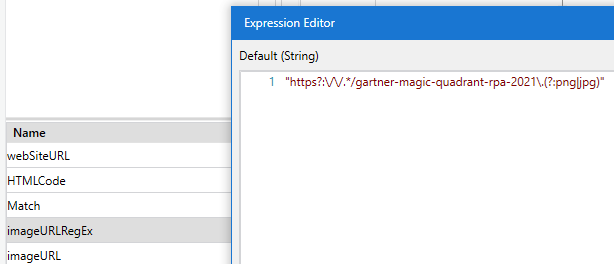 Expression Editor
Default (String)
1 "https?:\/\/.*/gartner-magic-quadrant-rpa-2021\.(?:png|jpg)"
Name
webSiteURL
HTMLCode
Match
imageURLRegEx
imageURL